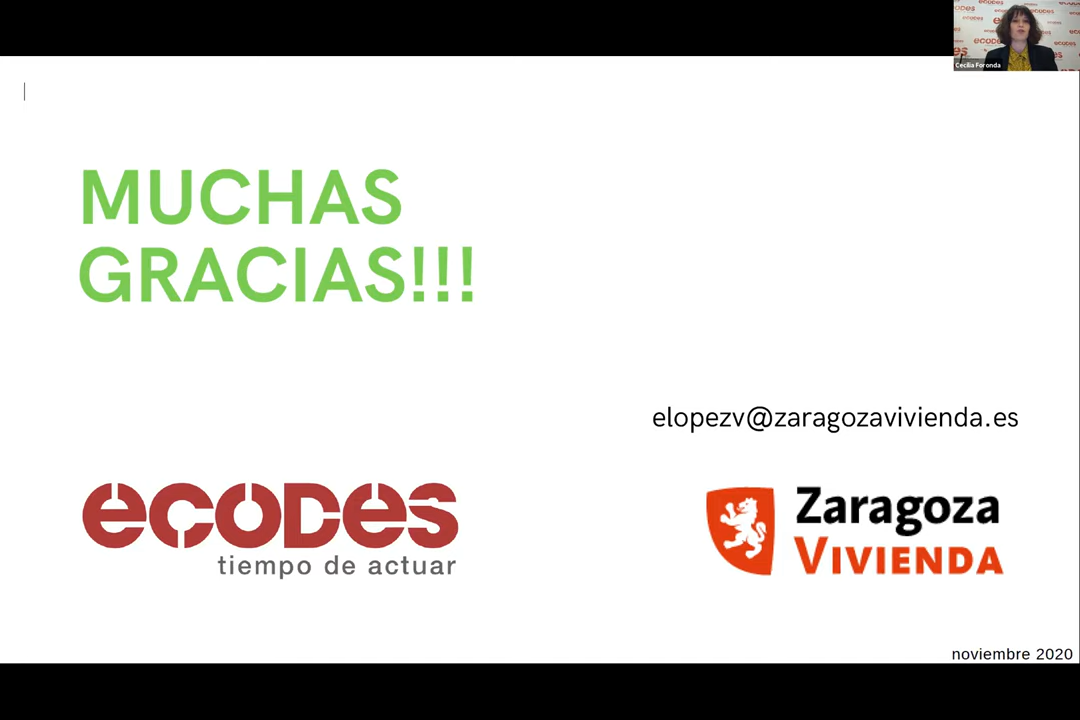 Cecilia Foronda
MUCHAS
GRACIAS!!!
elopezv@zaragozavivienda.es
ecodes
tiempo de actuar
Zaragoza
VIVIENDA
noviembre 2020